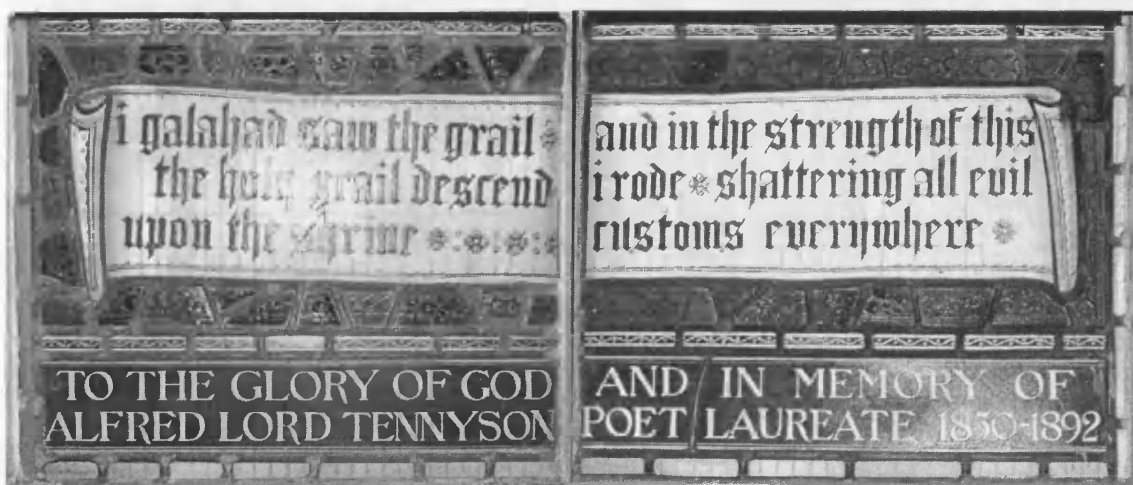 i galahad saw the grail
the holy grail descend
upon the shrine
and in the strength of this
i rode shattering all evil
customs everywhere
TO THE GLORY OF GOD AND IN MEMORY OF
ALFRED LORD TENNYSON POET LAUREATE 1850-1892